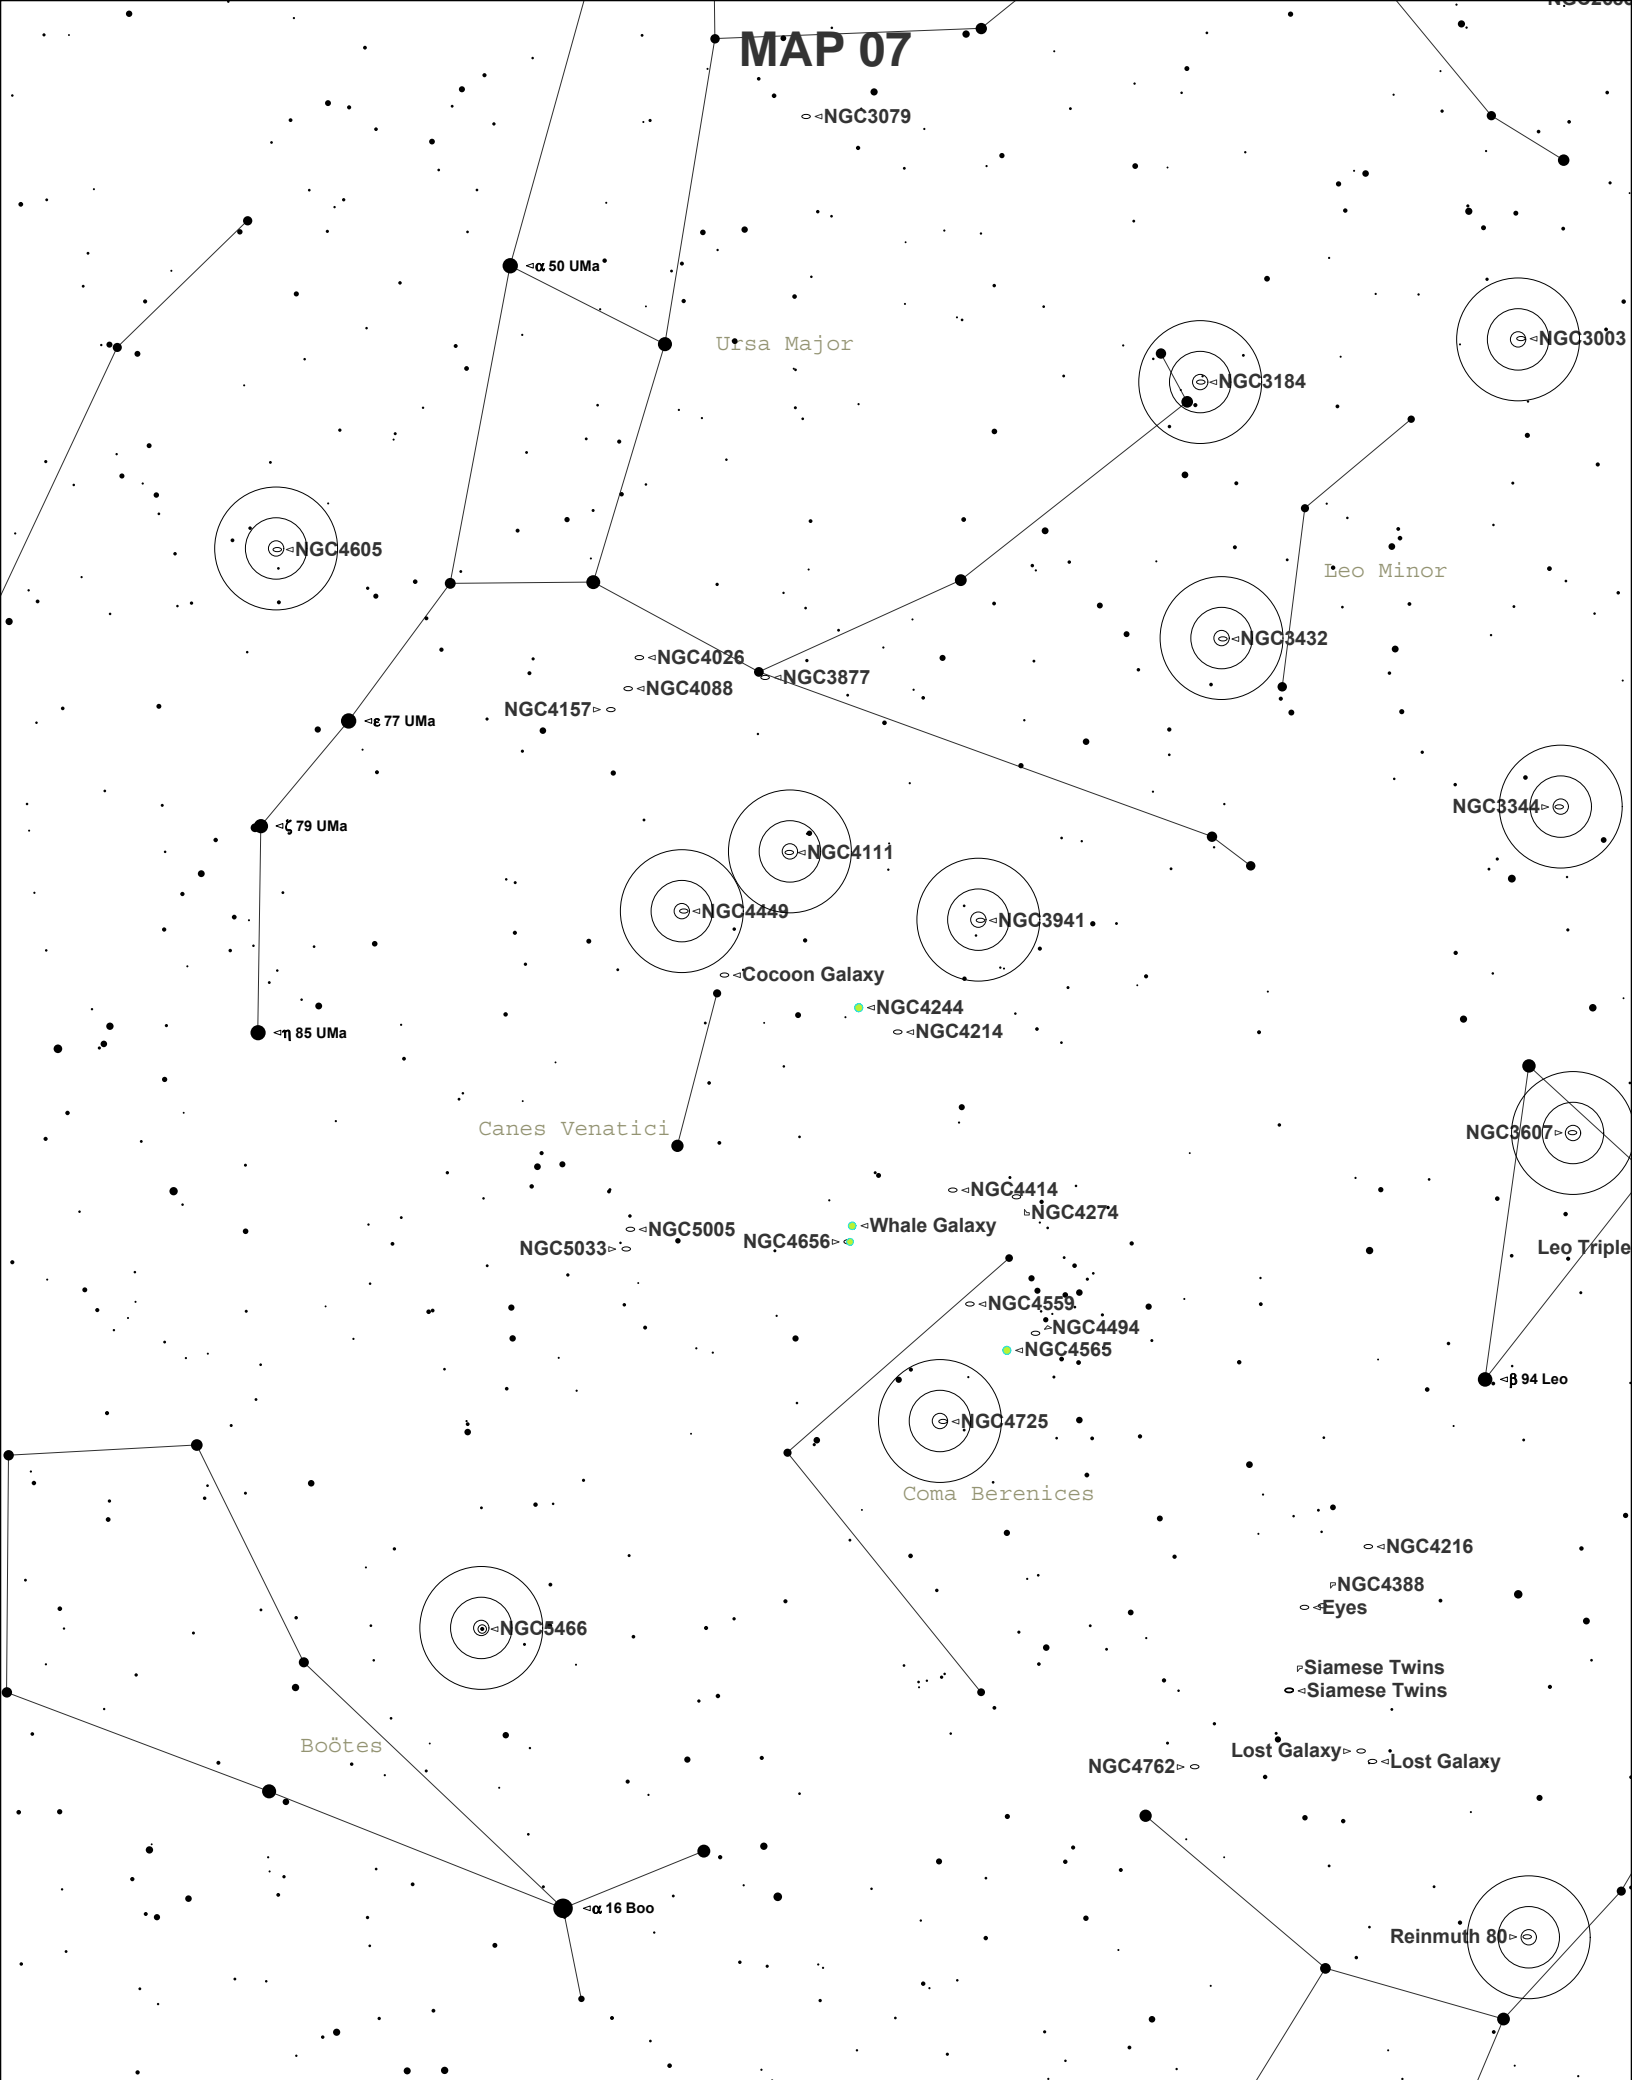 MAP 07
NGC3079
α 50 UMa
Ursa Major
NGC3003
NGC3184
NGC4605
Leo Minor
NGC3432
NGC4026
NGC3877
NGC4088
NGC4157
ε 77 UMa
NGC3344
ζ 79 UMa
NGC4111
NGC4449
NGC3941
Cocoon Galaxy
NGC4244
NGC4214
η 85 UMa
Canes Venatici
NGC3607
NGC4414
NGC4274
Whale Galaxy
NGC5005
NGC4656
NGC5033
Leo Triple
NGC4559
NGC4494
NGC4565
β 94 Leo
NGC4725
Coma Berenices
NGC4216
NGC4388
Eyes
NGC5466
Siamese Twins
Siamese Twins
Boötes
Lost Galaxy
Lost Galaxy
NGC4762
α 16 Boo
Reinmuth 80